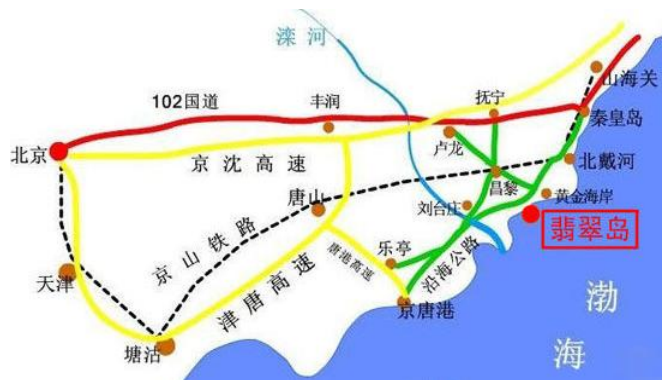 滦河
山海关
102国道
丰润
抚宁
秦皇岛
北京
京沈高速
卢龙
北戴河
唐山
昌黎
黄金海岸
刘台庄
翡翠岛
京山铁路
乐亭
唐港高速
沿海公路
天津
津唐高速
京唐港
塘沽
渤海